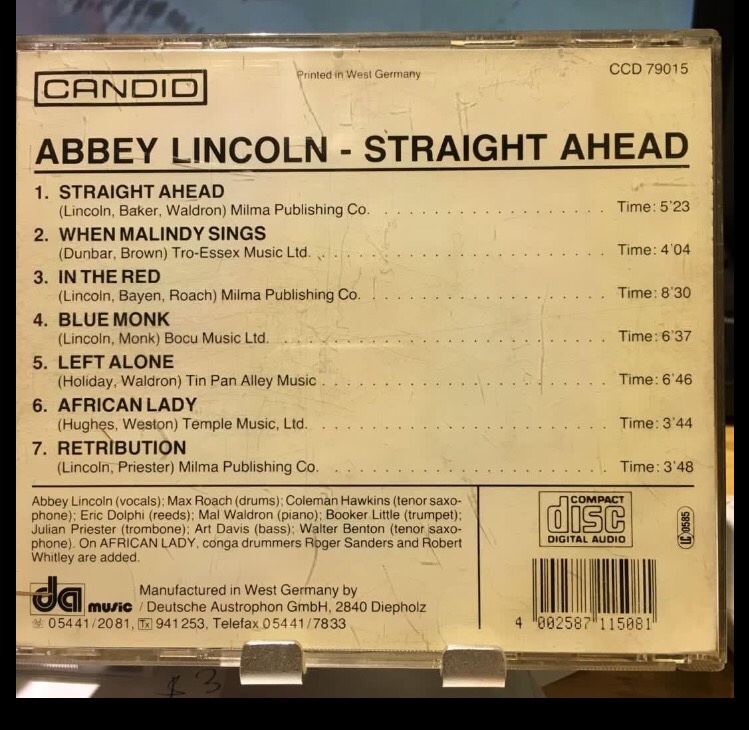 CANDID
Printed in West Germany
CCD 79015
ABBEY LINCOLN - STRAIGHT AHEAD
1. STRAIGHT AHEAD
(Lincoln, Baker, Waldron) Milma Publishing Co. . . . . . . . . . . . . . . . . . Time: 5'23
2. WHEN MALINDY SINGS
(Dunbar, Brown) Tro-Essex Music Ltd. . . . . . . . . . . . . . . . . . . . . . Time: 4'04
3. IN THE RED
(Lincoln, Bayen, Roach) Milma Publishing Co. . . . . . . . . . . . . . . . . . Time: 8'30
4. BLUE MONK
(Lincoln, Monk) Bocu Music Ltd. . . . . . . . . . . . . . . . . . . . . . . . Time: 6'37
5. LEFT ALONE
(Holiday, Waldron) Tin Pan Alley Music . . . . . . . . . . . . . . . . . . . . Time: 6'46
6. AFRICAN LADY
(Hughes, Weston) Temple Music, Ltd. . . . . . . . . . . . . . . . . . . . . . Time: 3'44
7. RETRIBUTION
(Lincoln, Priester) Milma Publishing Co. . . . . . . . . . . . . . . . . . . . Time: 3'48
Abbey Lincoln (vocals); Max Roach (drums); Coleman Hawkins (tenor saxo-
phone); Eric Dolphi (reeds); Mal Waldron (piano); Booker Little (trumpet);
Julian Priester (trombone); Art Davis (bass); Walter Benton (tenor saxo-
phone). On AFRICAN LADY, conga drummers Roger Sanders and Robert
Whitley are added.
da music
Manufactured in West Germany by
Deutsche Austrophon GmbH, 2840 Diepholz
☏ 05441/2081, Tx 941253, Telefax 05441/7833
COMPACT
disc
DIGITAL AUDIO
LC 0585
4 002587 115081
$3